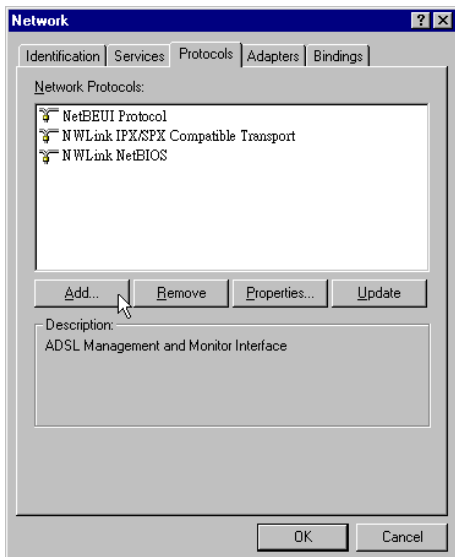 Network
Identification Services Protocols Adapters Bindings
Network Protocols:
NetBEUI Protocol
NWLink IPX/SPX Compatible Transport
NWLink NetBIOS
Add... Remove Properties... Update
Description:
ADSL Management and Monitor Interface
OK Cancel